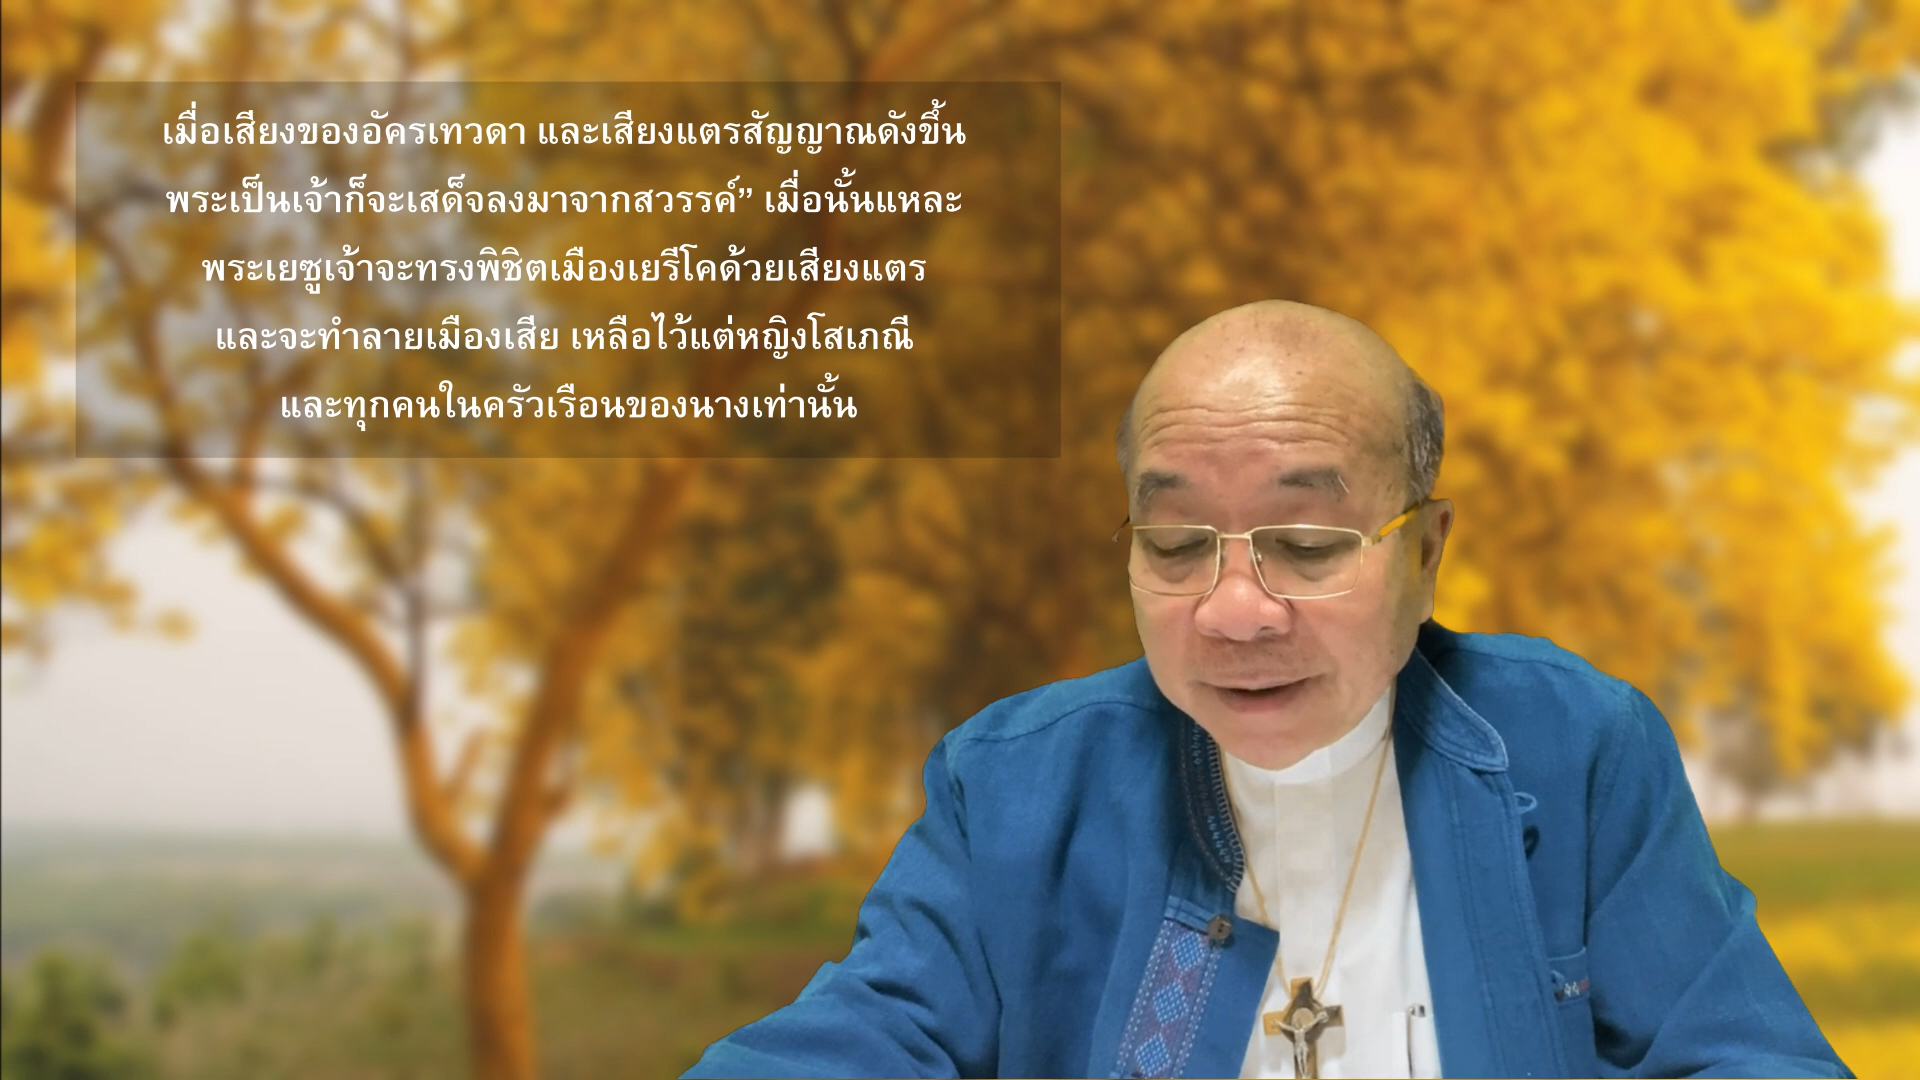 เมื่อเสียงของอัครเทวดา และเสียงแตรสัญญาณดังขึ้น
พระเป็นเจ้าก็จะเสด็จลงมาจากสวรรค์” เมื่อนั้นแหละ
พระเยซูเจ้าจะทรงพิชิตเมืองเยรีโคด้วยเสียงแตร
และจะทำลายเมืองเสีย เหลือไว้แต่หญิงโสเภณี
และทุกคนในครัวเรือนของนางเท่านั้น